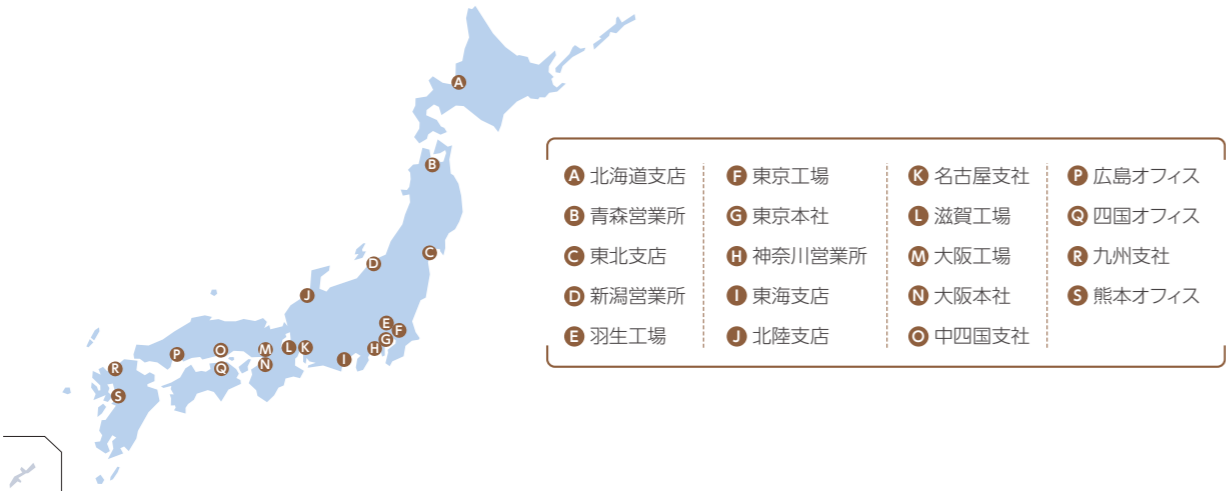 A
B
C
D
J
E
F
G
H
I
K
L
M
N
O
P
Q
R
S
A 北海道支店
B 青森営業所
C 東北支店
D 新潟営業所
E 羽生工場
F 東京工場
G 東京本社
H 神奈川営業所
I 東海支店
J 北陸支店
K 名古屋支社
L 滋賀工場
M 大阪工場
N 大阪本社
O 中四国支社
P 広島オフィス
Q 四国オフィス
R 九州支社
S 熊本オフィス